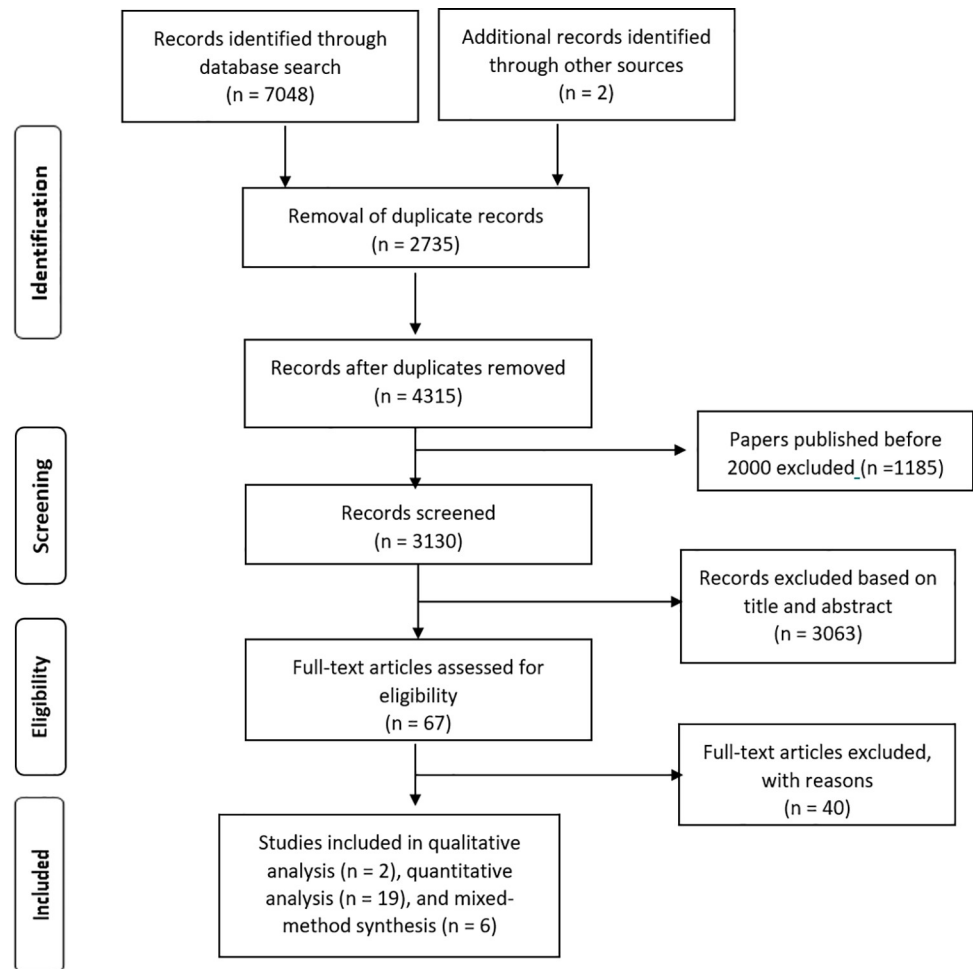 Records identified through
database search
(n = 7048)
Additional records identified
through other sources
(n = 2)
Identification
Removal of duplicate records
(n = 2735)
Records after duplicates removed
(n = 4315)
Papers published before
2000 excluded (n =1185)
Screening
Records screened
(n = 3130)
Records excluded based on
title and abstract
(n = 3063)
Eligibility
Full-text articles assessed for
eligibility
(n = 67)
Full-text articles excluded,
with reasons
(n = 40)
Included
Studies included in qualitative
analysis (n = 2), quantitative
analysis (n = 19), and mixed-
method synthesis (n = 6)